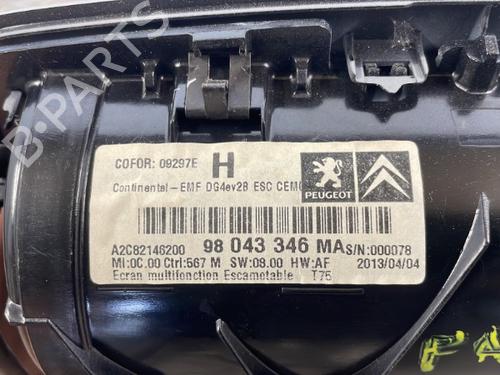 B-PARTS
COFOR: 09297E H
Continental-EMF DG4ev2B ESC
PEUGEOT
A2C82146200 98 043 346 MA S/N:000078
MI:0C.00 Ctrl:567 M SW:09.00 HW:AF 2013/04/04
Ecran multifonction Escamotable T75